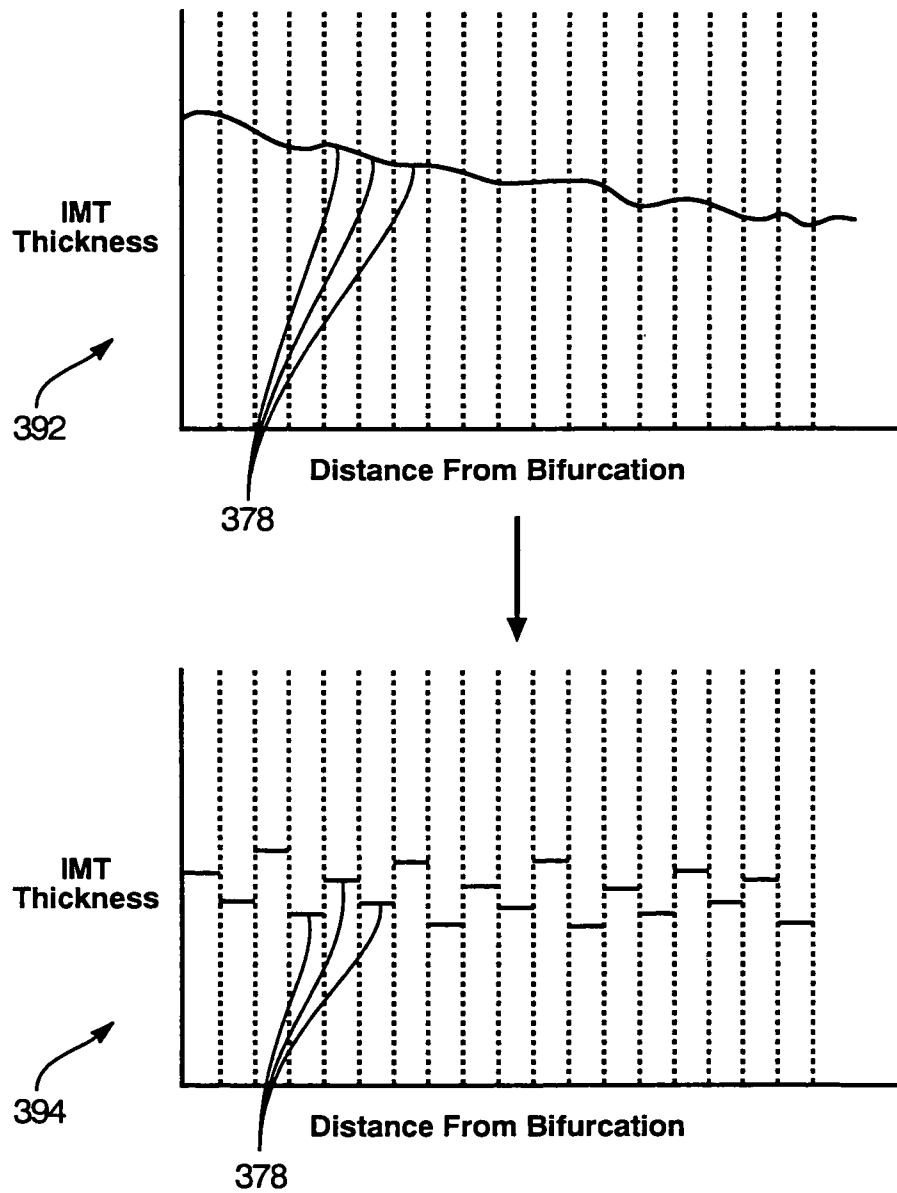 IMT
Thickness
392
Distance From Bifurcation
378
IMT
Thickness
394
Distance From Bifurcation
378